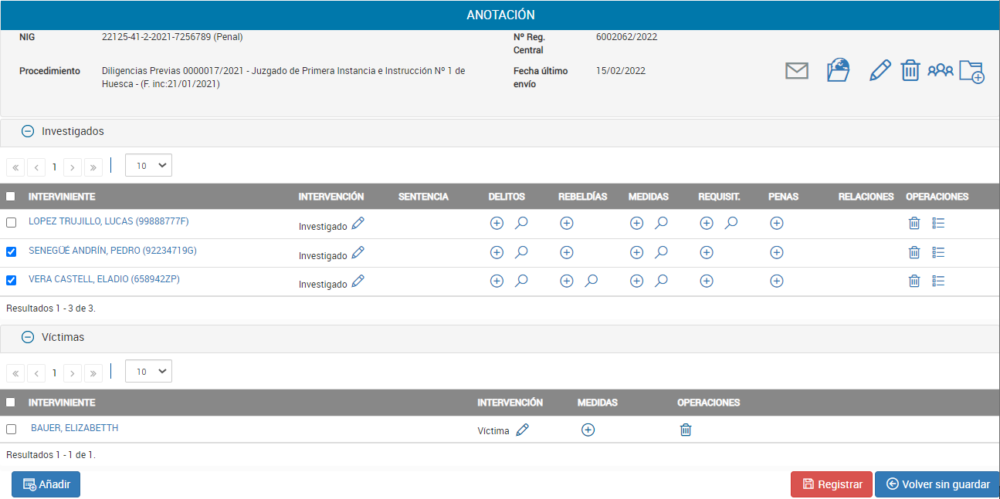 ANOTACIÓN
NIG 22125-41-2-2021-7256789 (Penal) Nº Reg. 6002062/2022
Central
Procedimiento Diligencias Previas 0000017/2021 - Juzgado de Primera Instancia e Instrucción Nº 1 de Fecha último 15/02/2022
Huesca - (F. inc:21/01/2021) envío
Investigados
« ‹ 1 › » 10
INTERVINIENTE INTERVENCIÓN SENTENCIA DELITOS REBELDÍAS MEDIDAS REQUISIT. PENAS RELACIONES OPERACIONES
LOPEZ TRUJILLO, LUCAS (99888777F) Investigado
SENEGÜÉ ANDRÍN, PEDRO (92234719G) Investigado
VERA CASTELL, ELADIO (658942ZP) Investigado
Resultados 1 - 3 de 3.
Víctimas
« ‹ 1 › » 10
INTERVINIENTE INTERVENCIÓN MEDIDAS OPERACIONES
BAUER, ELIZABETTH Víctima
Resultados 1 - 1 de 1.
Añadir Registrar Volver sin guardar